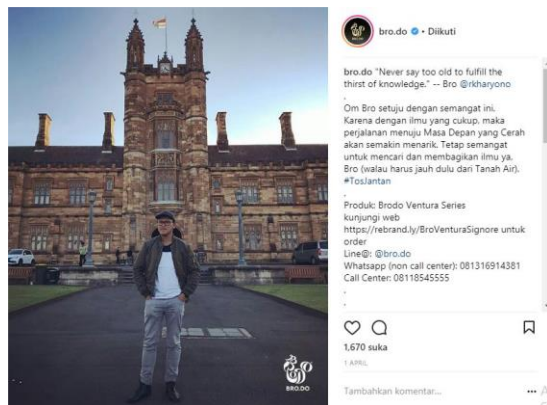 bro.do • Diikuti
bro.do "Never say too old to fulfill the
thirst of knowledge." -- Bro @rkharyono
.
Om Bro setuju dengan semangat ini.
Karena dengan ilmu yang cukup, maka
perjalanan menuju Masa Depan yang Cerah
akan semakin menarik. Tetap semangat
untuk mencari dan membagikan ilmu ya,
Bro (walau harus jauh dulu dari Tanah Air).
#TosJantan
.
Produk: Brodo Ventura Series
kunjungi web
https://rebrand.ly/BroVenturaSignore untuk
order
Line@: @bro.do
Whatsapp (non call center): 081316914381
Call Center: 08118545555
.
.
1,670 suka
1 APRIL
Tambahkan komentar...
BRO.DO